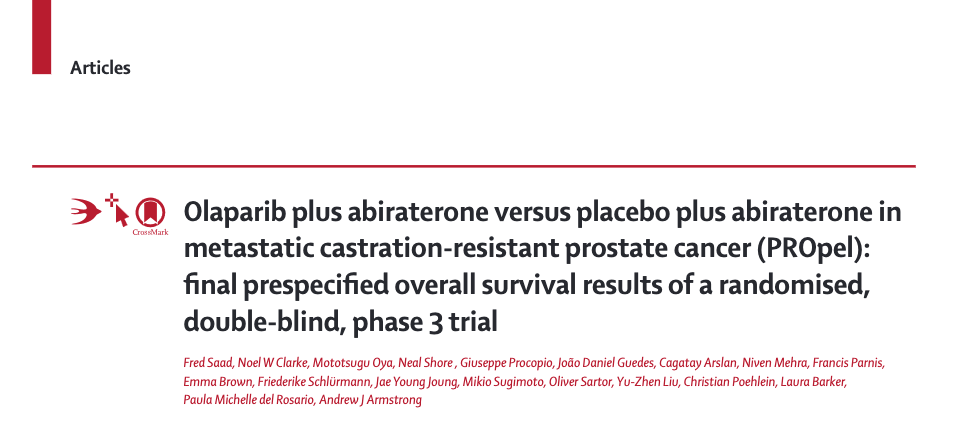 Articles
CrossMark
Olaparib plus abiraterone versus placebo plus abiraterone in
metastatic castration-resistant prostate cancer (PROpel):
final prespecified overall survival results of a randomised,
double-blind, phase 3 trial
Fred Saad, Noel W Clarke, Mototsugu Oya, Neal Shore , Giuseppe Procopio, João Daniel Guedes, Cagatay Arslan, Niven Mehra, Francis Parnis,
Emma Brown, Friederike Schlürmann, Jae Young Joung, Mikio Sugimoto, Oliver Sartor, Yu-Zhen Liu, Christian Poehlein, Laura Barker,
Paula Michelle del Rosario, Andrew J Armstrong